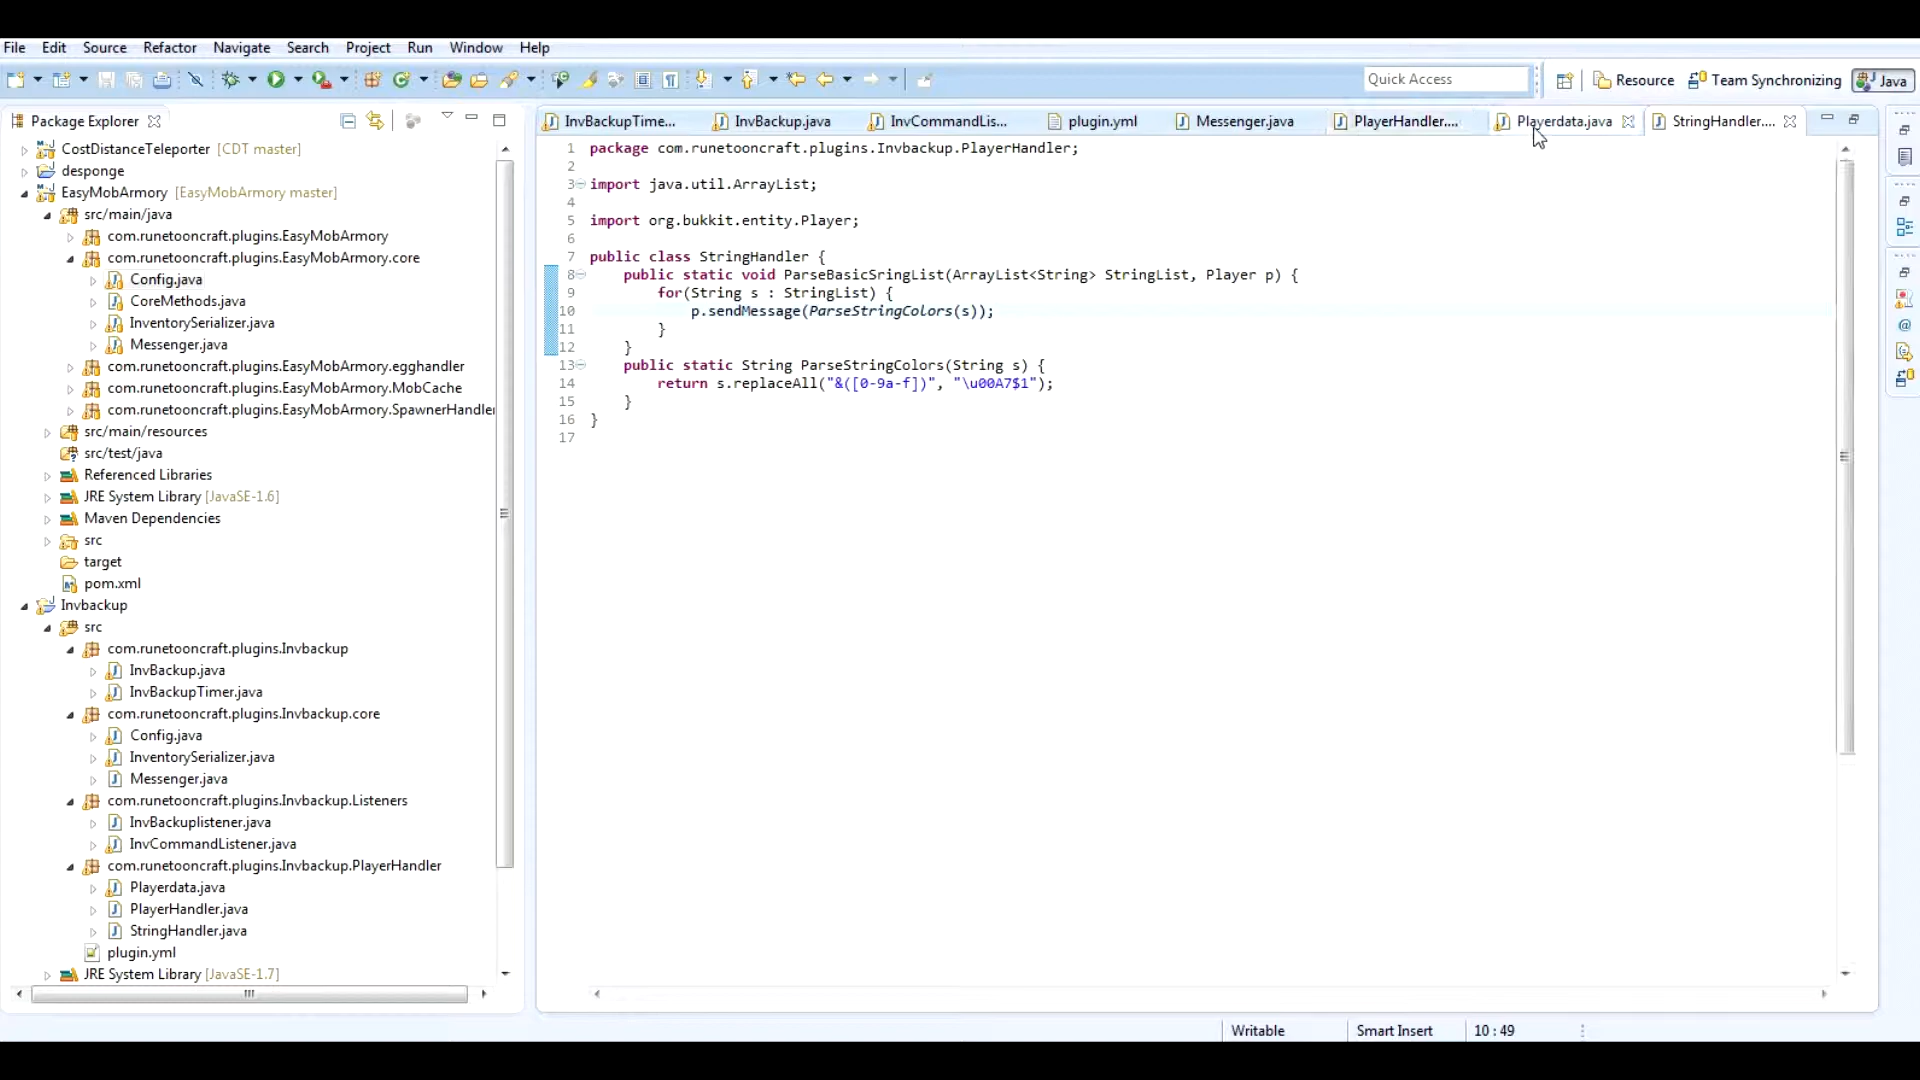 File Edit Source Refactor Navigate Search Project Run Window Help
Quick Access
Resource
Team Synchronizing
Java
Package Explorer
InvBackupTime...
InvBackup.java
InvCommandLis...
plugin.yml
Messenger.java
PlayerHandler....
Playerdata.java
StringHandler....
CostDistanceTeleporter [CDT master]
desponge
EasyMobArmory [EasyMobArmory master]
src/main/java
com.runetooncraft.plugins.EasyMobArmory
com.runetooncraft.plugins.EasyMobArmory.core
Config.java
CoreMethods.java
InventorySerializer.java
Messenger.java
com.runetooncraft.plugins.EasyMobArmory.egghandler
com.runetooncraft.plugins.EasyMobArmory.MobCache
com.runetooncraft.plugins.EasyMobArmory.SpawnerHandler
src/main/resources
src/test/java
Referenced Libraries
JRE System Library [JavaSE-1.6]
Maven Dependencies
src
target
pom.xml
Invbackup
src
com.runetooncraft.plugins.Invbackup
InvBackup.java
InvBackupTimer.java
com.runetooncraft.plugins.Invbackup.core
Config.java
InventorySerializer.java
Messenger.java
com.runetooncraft.plugins.Invbackup.Listeners
InvBackuplistener.java
InvCommandListener.java
com.runetooncraft.plugins.Invbackup.PlayerHandler
Playerdata.java
PlayerHandler.java
StringHandler.java
plugin.yml
JRE System Library [JavaSE-1.7]
1 package com.runetooncraft.plugins.Invbackup.PlayerHandler;
2
3 import java.util.ArrayList;
4
5 import org.bukkit.entity.Player;
6
7 public class StringHandler {
8 public static void ParseBasicSringList(ArrayList<String> StringList, Player p) {
9 for(String s : StringList) {
10 p.sendMessage(ParseStringColors(s));
11 }
12 }
13 public static String ParseStringColors(String s) {
14 return s.replaceAll("&([0-9a-f])", "\u00A7$1");
15 }
16 }
17
Writable
Smart Insert
10 : 49